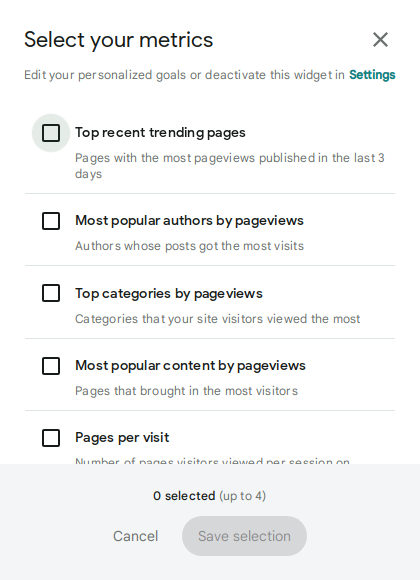 Select your metrics
Edit your personalized goals or deactivate this widget in Settings
Top recent trending pages
Pages with the most pageviews published in the last 3
days
Most popular authors by pageviews
Authors whose posts got the most visits
Top categories by pageviews
Categories that your site visitors viewed the most
Most popular content by pageviews
Pages that brought in the most visitors
Pages per visit
Number of pages visitors viewed per session on
0 selected (up to 4)
Cancel
Save selection